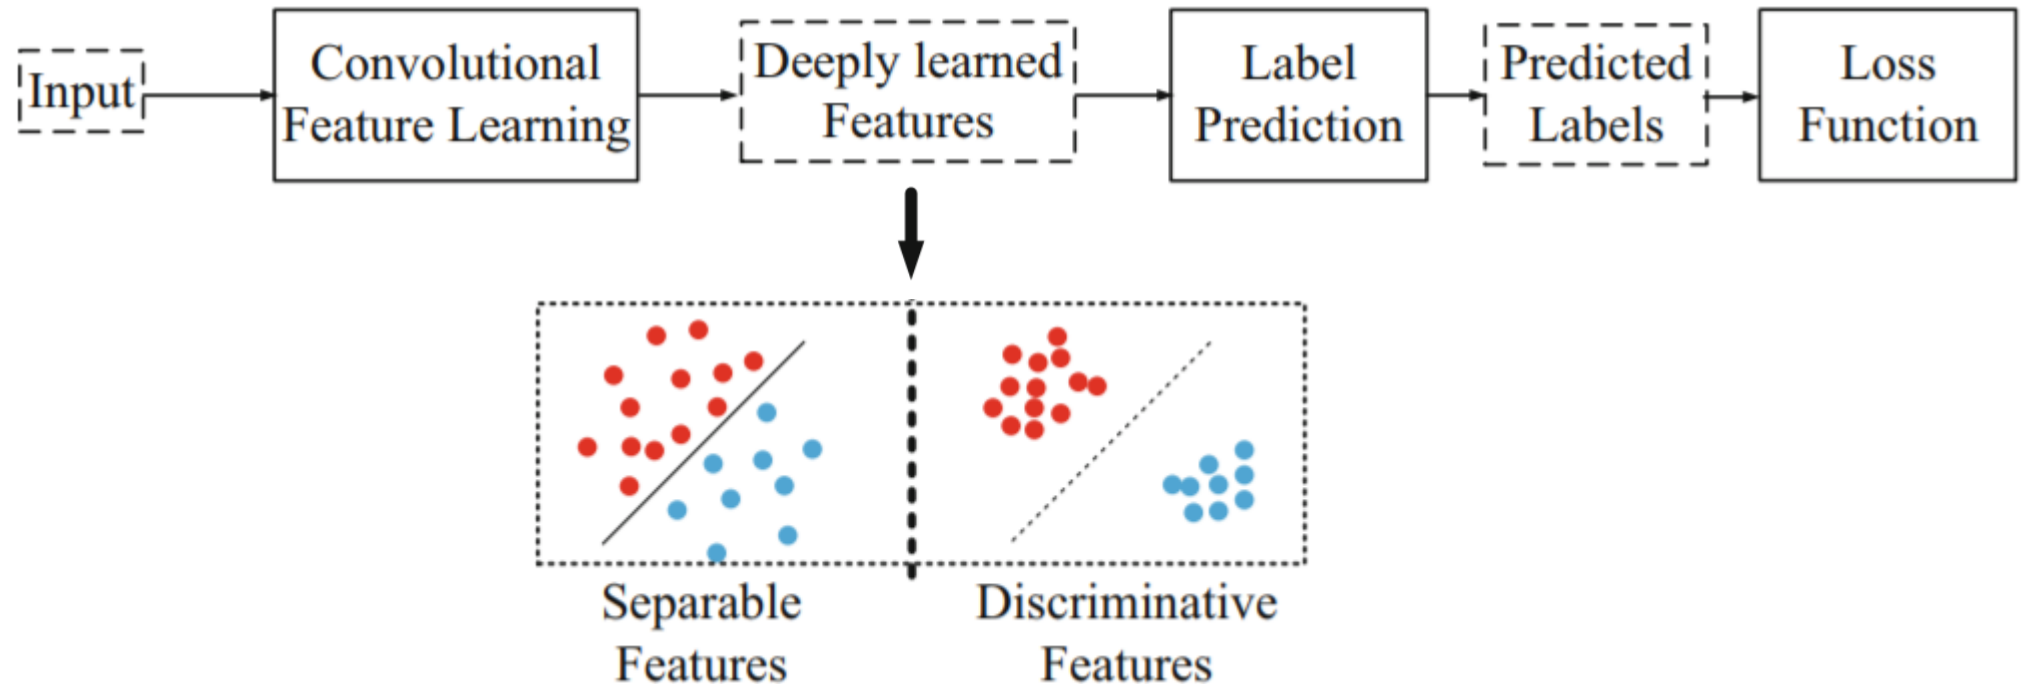 Input
Convolutional
Feature Learning
Deeply learned
Features
Label
Prediction
Predicted
Labels
Loss
Function
Separable
Features
Discriminative
Features